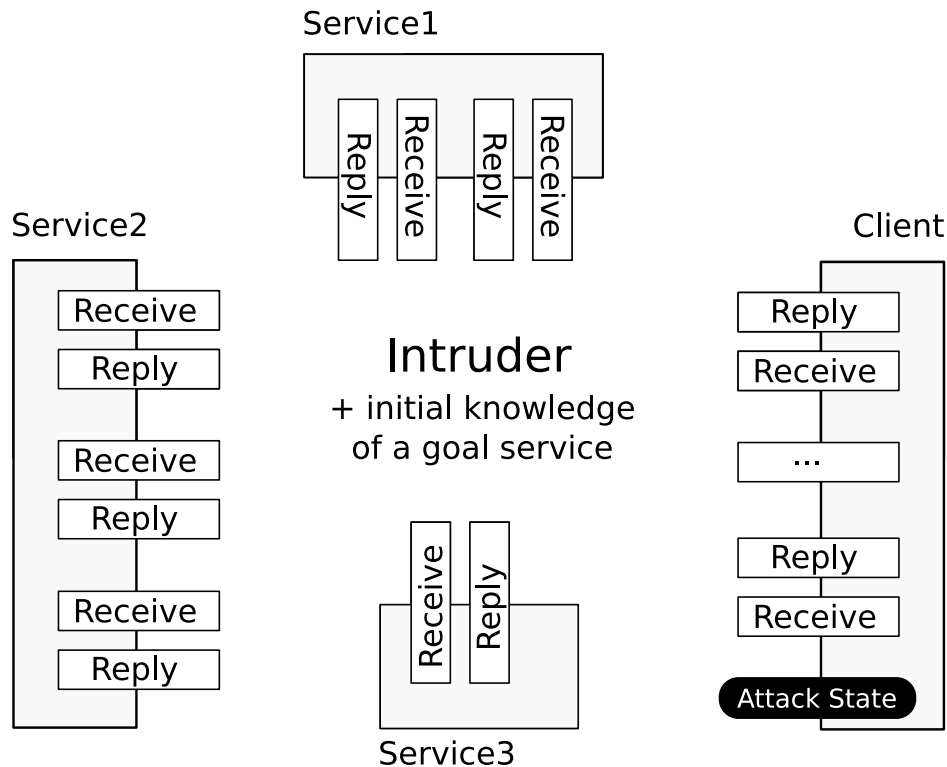 Service1
Reply
Receive
Reply
Receive
Service2
Receive
Reply
Receive
Reply
Receive
Reply
Intruder
+ initial knowledge
of a goal service
Client
Reply
Receive
...
Reply
Receive
Attack State
Receive
Reply
Service3